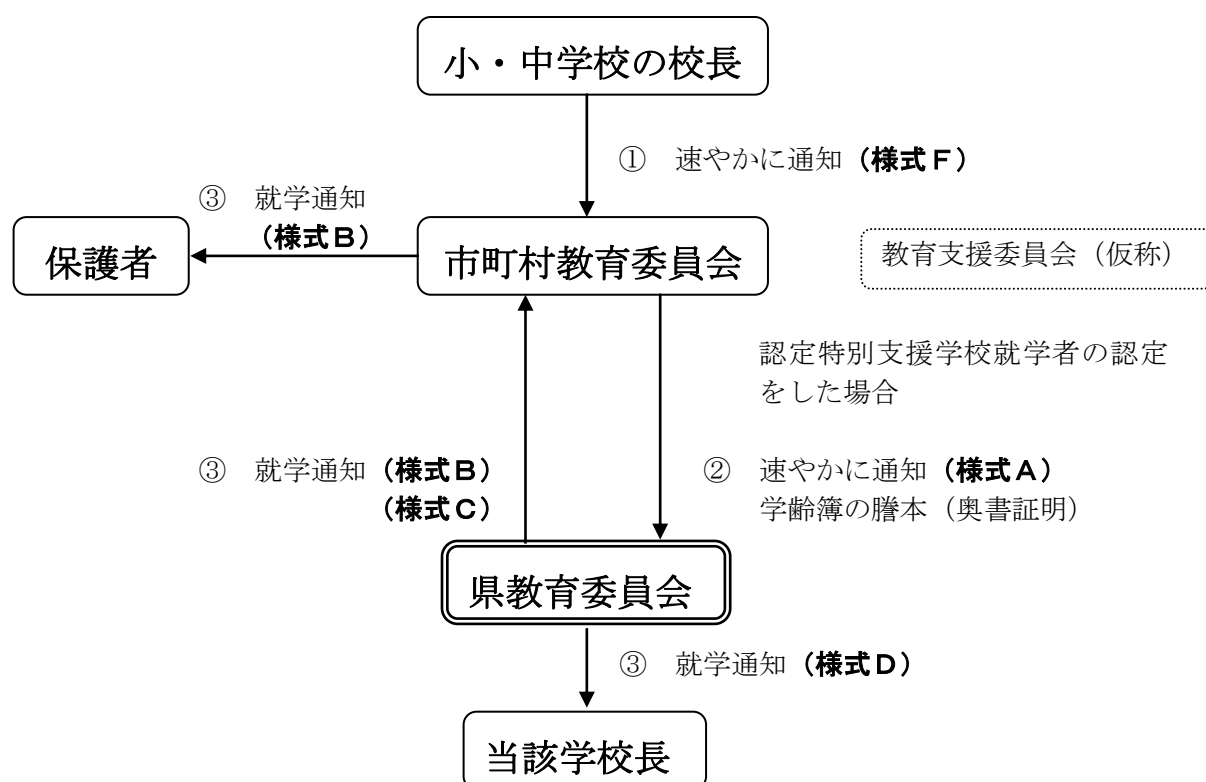 小・中学校の校長
① 速やかに通知(様式F)
③ 就学通知
(様式B)
保護者
市町村教育委員会
教育支援委員会(仮称)
認定特別支援学校就学者の認定
をした場合
③ 就学通知(様式B)
(様式C)
② 速やかに通知(様式A)
学齢簿の謄本(奥書証明)
県教育委員会
③ 就学通知(様式D)
当該学校長